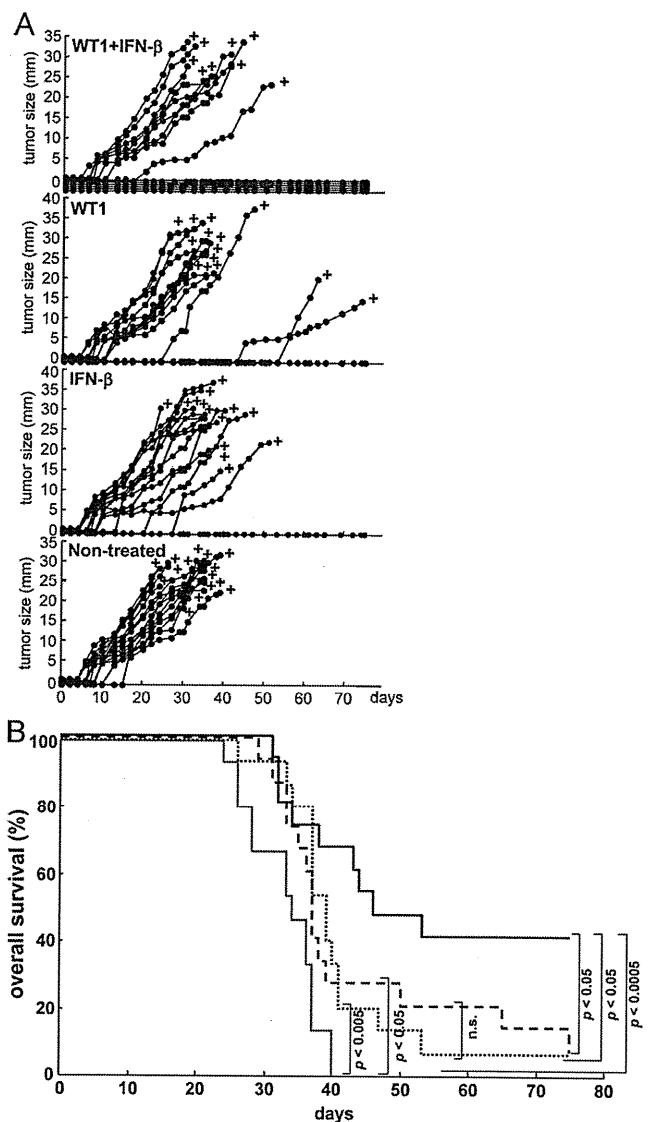 A
WT1+IFN-β
tumor size (mm)
35
30
25
20
15
10
5
0
WT1
tumor size (mm)
40
35
30
25
20
15
10
5
0
IFN-β
tumor size (mm)
40
35
30
25
20
15
10
5
0
Non-treated
tumor size (mm)
35
30
25
20
15
10
5
0
0 10 20 30 40 50 60 70 days
B
overall survival (%)
100
80
60
40
20
0
p < 0.005
p < 0.05
n.s.
p < 0.05
p < 0.05
p < 0.0005
0 10 20 30 40 50 60 70 80
days